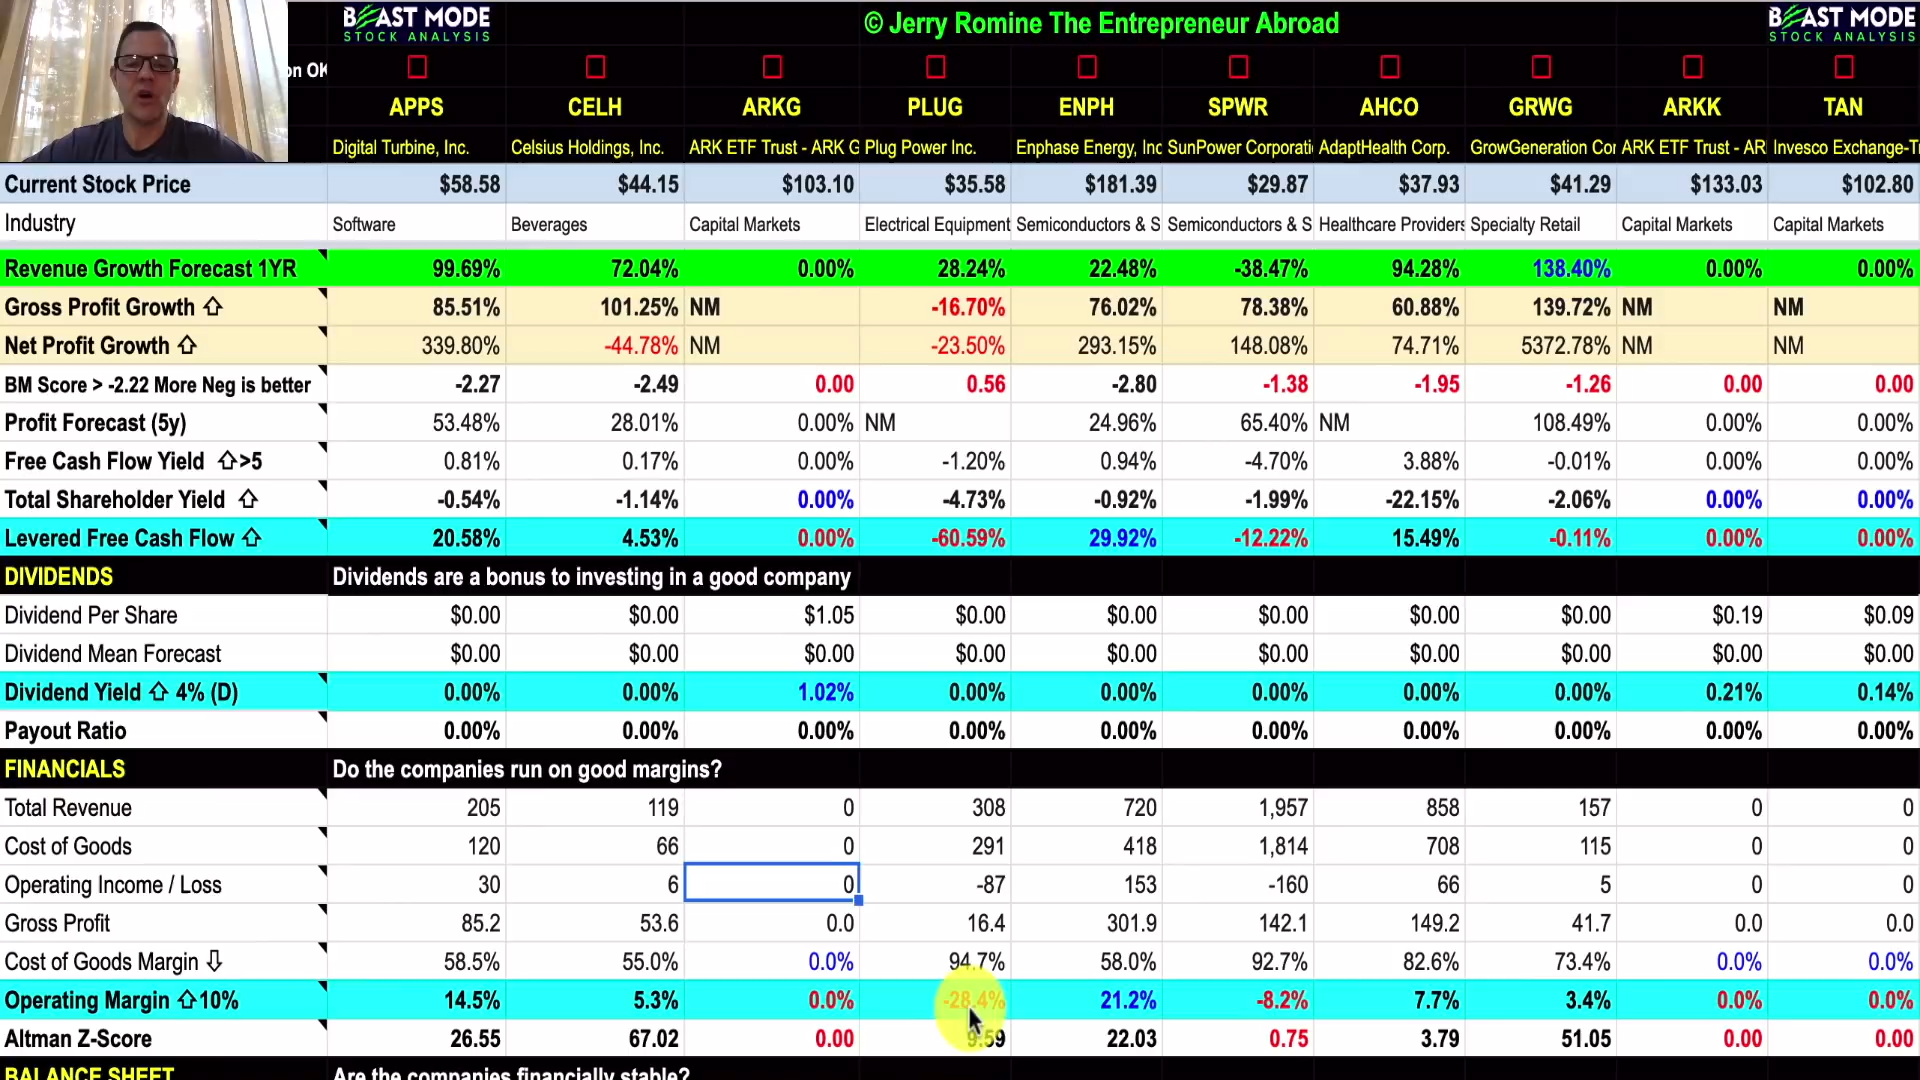 BEAST MODE
STOCK ANALYSIS
© Jerry Romine The Entrepreneur Abroad
BEAST MODE
STOCK ANALYSIS
on OK
APPS CELH ARKG PLUG ENPH SPWR AHCO GRWG ARKK TAN
Digital Turbine, Inc. Celsius Holdings, Inc. ARK ETF Trust - ARK G Plug Power Inc. Enphase Energy, Inc SunPower Corporati AdaptHealth Corp. GrowGeneration Cor ARK ETF Trust - AR Invesco Exchange-T
Current Stock Price $58.58 $44.15 $103.10 $35.58 $181.39 $29.87 $37.93 $41.29 $133.03 $102.80
Industry Software Beverages Capital Markets Electrical Equipment Semiconductors & S Semiconductors & S Healthcare Providers Specialty Retail Capital Markets Capital Markets
Revenue Growth Forecast 1YR 99.69% 72.04% 0.00% 28.24% 22.48% -38.47% 94.28% 138.40% 0.00% 0.00%
Gross Profit Growth ⇧ 85.51% 101.25% NM -16.70% 76.02% 78.38% 60.88% 139.72% NM NM
Net Profit Growth ⇧ 339.80% -44.78% NM -23.50% 293.15% 148.08% 74.71% 5372.78% NM NM
BM Score > -2.22 More Neg is better -2.27 -2.49 0.00 0.56 -2.80 -1.38 -1.95 -1.26 0.00 0.00
Profit Forecast (5y) 53.48% 28.01% 0.00% NM 24.96% 65.40% NM 108.49% 0.00% 0.00%
Free Cash Flow Yield ⇧>5 0.81% 0.17% 0.00% -1.20% 0.94% -4.70% 3.88% -0.01% 0.00% 0.00%
Total Shareholder Yield ⇧ -0.54% -1.14% 0.00% -4.73% -0.92% -1.99% -22.15% -2.06% 0.00% 0.00%
Levered Free Cash Flow ⇧ 20.58% 4.53% 0.00% -60.59% 29.92% -12.22% 15.49% -0.11% 0.00% 0.00%
DIVIDENDS Dividends are a bonus to investing in a good company
Dividend Per Share $0.00 $0.00 $1.05 $0.00 $0.00 $0.00 $0.00 $0.00 $0.19 $0.09
Dividend Mean Forecast $0.00 $0.00 $0.00 $0.00 $0.00 $0.00 $0.00 $0.00 $0.00 $0.00
Dividend Yield ⇧ 4% (D) 0.00% 0.00% 1.02% 0.00% 0.00% 0.00% 0.00% 0.00% 0.21% 0.14%
Payout Ratio 0.00% 0.00% 0.00% 0.00% 0.00% 0.00% 0.00% 0.00% 0.00% 0.00%
FINANCIALS Do the companies run on good margins?
Total Revenue 205 119 0 308 720 1,957 858 157 0 0
Cost of Goods 120 66 0 291 418 1,814 708 115 0 0
Operating Income / Loss 30 6 0 -87 153 -160 66 5 0 0
Gross Profit 85.2 53.6 0.0 16.4 301.9 142.1 149.2 41.7 0.0 0.0
Cost of Goods Margin ⇩ 58.5% 55.0% 0.0% 94.7% 58.0% 92.7% 82.6% 73.4% 0.0% 0.0%
Operating Margin ⇧10% 14.5% 5.3% 0.0% -28.4% 21.2% -8.2% 7.7% 3.4% 0.0% 0.0%
Altman Z-Score 26.55 67.02 0.00 9.59 22.03 0.75 3.79 51.05 0.00 0.00
BALANCE SHEET Are the companies financially stable?